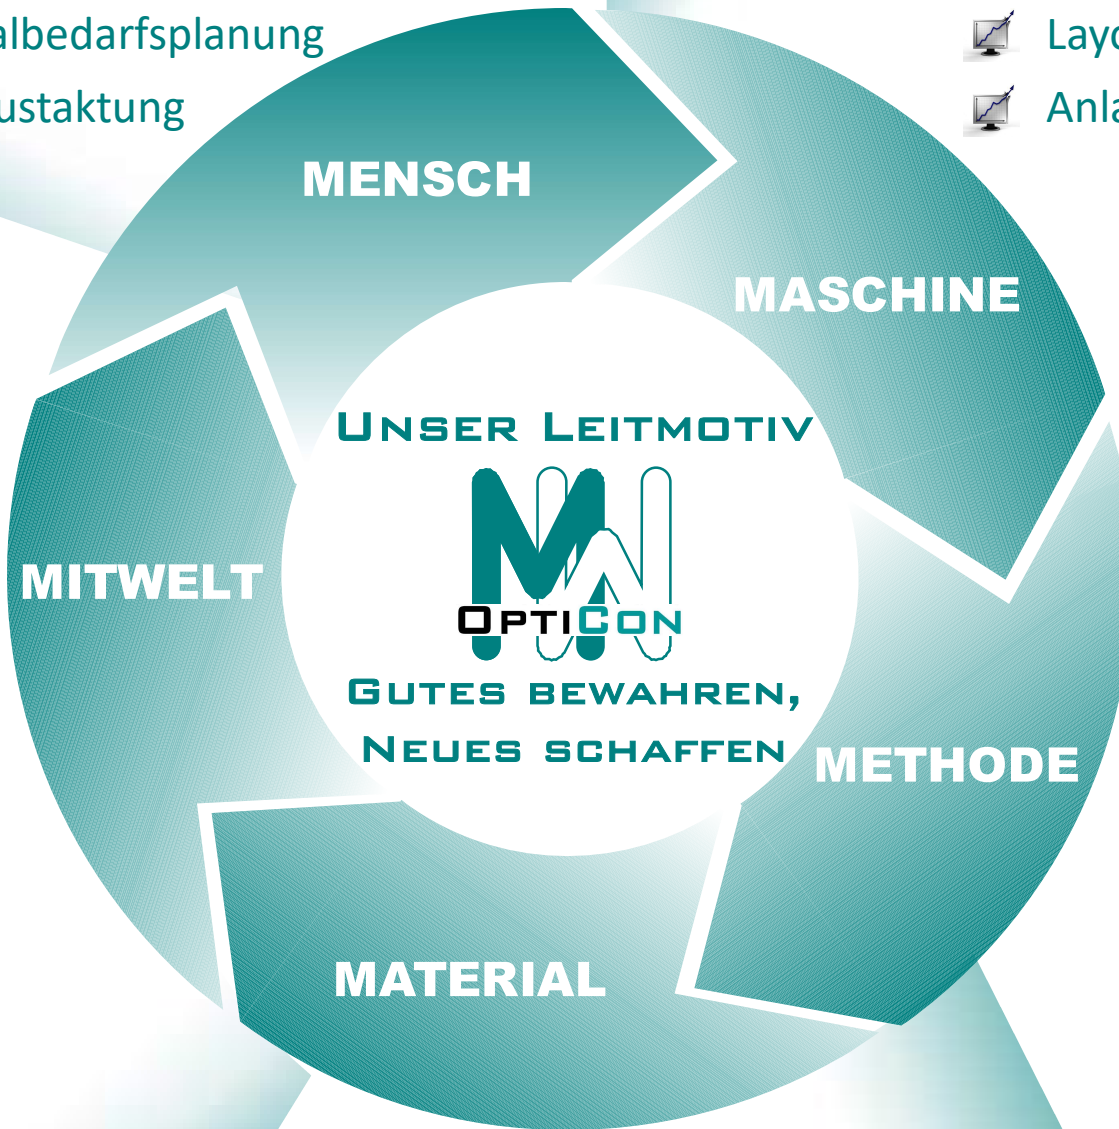 albedarfsplanung
Layo
ustaktung
Anla
MENSCH
MASCHINE
UNSER LEITMOTIV
MITWELT
OPTICON
GUTES BEWAHREN,
NEUES SCHAFFEN
METHODE
MATERIAL